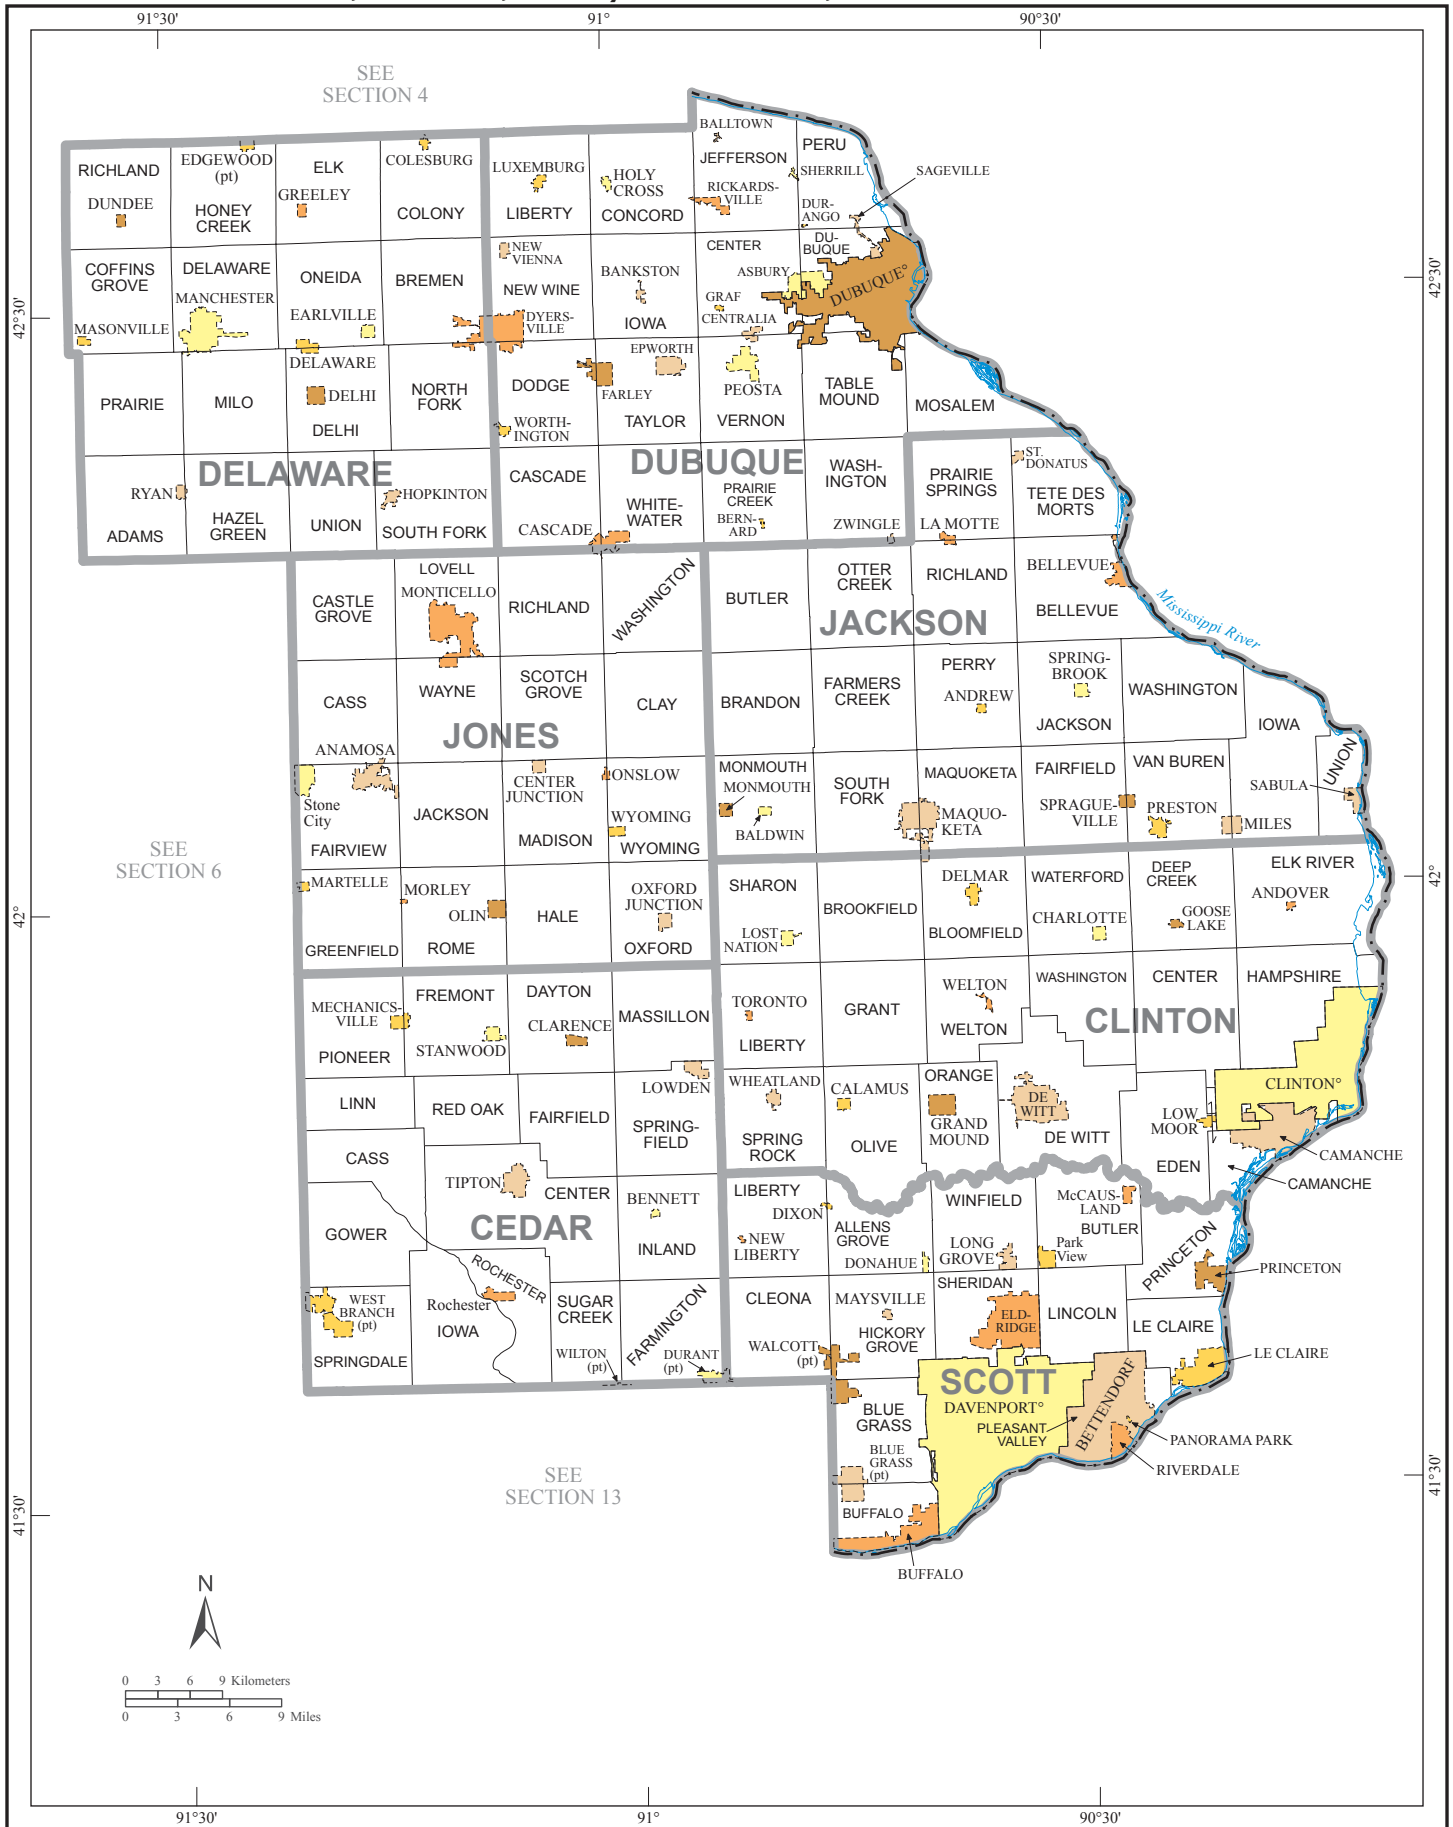 91°30'
91°
90°30'
SEE
SECTION 4
BALLTOWN
PERU
JEFFERSON
RICHLAND
EDGEWOOD
(pt)
ELK
COLESBURG
LUXEMBURG
HOLY
CROSS
SHERRILL
SAGEVILLE
DUNDEE
HONEY
CREEK
GREELEY
COLONY
LIBERTY
CONCORD
RICKARDS-
VILLE
DUR-
ANGO
COFFINS
GROVE
DELAWARE
ONEIDA
BREMEN
NEW
VIENNA
NEW WINE
BANKSTON
CENTER
DU-
BUQUE
ASBURY
DUBUQUE°
42°30'
42°30'
MANCHESTER
EARLVILLE
MASONVILLE
DYERS-
VILLE
IOWA
GRAF
CENTRALIA
DELAWARE
EPWORTH
PRAIRIE
MILO
DELHI
DELHI
NORTH
FORK
DODGE
FARLEY
TAYLOR
PEOSTA
VERNON
TABLE
MOUND
MOSALEM
WORTH-
INGTON
DELAWARE
DUBUQUE
RYAN
ADAMS
HAZEL
GREEN
UNION
HOPKINTON
SOUTH FORK
CASCADE
CASCADE
WHITE-
WATER
PRAIRIE
CREEK
BERN-
ARD
WASH-
INGTON
ZWINGLE
PRAIRIE
SPRINGS
LA MOTTE
ST.
DONATUS
TETE DES
MORTS
CASTLE
GROVE
LOVELL
MONTICELLO
RICHLAND
WASHINGTON
BUTLER
OTTER
CREEK
RICHLAND
BELLEVUE
BELLEVUE
Mississippi River
JACKSON
CASS
WAYNE
SCOTCH
GROVE
CLAY
BRANDON
FARMERS
CREEK
PERRY
ANDREW
SPRING-
BROOK
JACKSON
WASHINGTON
IOWA
JONES
ANAMOSA
Stone
City
FAIRVIEW
JACKSON
CENTER
JUNCTION
MADISON
ONSLOW
WYOMING
WYOMING
MONMOUTH
MONMOUTH
BALDWIN
SOUTH
FORK
MAQUOKETA
MAQUO-
KETA
FAIRFIELD
SPRAGUE-
VILLE
VAN BUREN
PRESTON
MILES
UNION
SABULA
SEE
SECTION 6
42°
42°
MARTELLE
GREENFIELD
MORLEY
OLIN
ROME
HALE
OXFORD
JUNCTION
OXFORD
SHARON
LOST
NATION
BROOKFIELD
DELMAR
BLOOMFIELD
WATERFORD
CHARLOTTE
DEEP
CREEK
GOOSE
LAKE
ELK RIVER
ANDOVER
MECHANICS-
VILLE
PIONEER
FREMONT
STANWOOD
DAYTON
CLARENCE
MASSILLON
LOWDEN
TORONTO
LIBERTY
GRANT
WELTON
WELTON
WASHINGTON
CENTER
HAMPSHIRE
CLINTON
LINN
RED OAK
FAIRFIELD
SPRING-
FIELD
WHEATLAND
SPRING
ROCK
CALAMUS
OLIVE
ORANGE
GRAND
MOUND
DE
WITT
DE WITT
LOW
MOOR
EDEN
CLINTON°
CAMANCHE
CAMANCHE
CASS
TIPTON
CENTER
BENNETT
INLAND
CEDAR
GOWER
LIBERTY
DIXON
NEW
LIBERTY
ALLENS
GROVE
DONAHUE
WINFIELD
LONG
GROVE
McCAUS-
LAND
BUTLER
Park
View
PRINCETON
PRINCETON
WEST
BRANCH
(pt)
SPRINGDALE
Rochester
ROCHESTER
IOWA
SUGAR
CREEK
WILTON
(pt)
FARMINGTON
DURANT
(pt)
CLEONA
WALCOTT
(pt)
MAYSVILLE
HICKORY
GROVE
SHERIDAN
ELD-
RIDGE
LINCOLN
LE CLAIRE
LE CLAIRE
SCOTT
DAVENPORT°
PLEASANT
VALLEY
BETTENDORF
PANORAMA PARK
RIVERDALE
BLUE
GRASS
BLUE
GRASS
(pt)
BUFFALO
BUFFALO
SEE
SECTION 13
41°30'
41°30'
N
0 3 6 9 Kilometers
0 3 6 9 Miles
91°30'
91°
90°30'